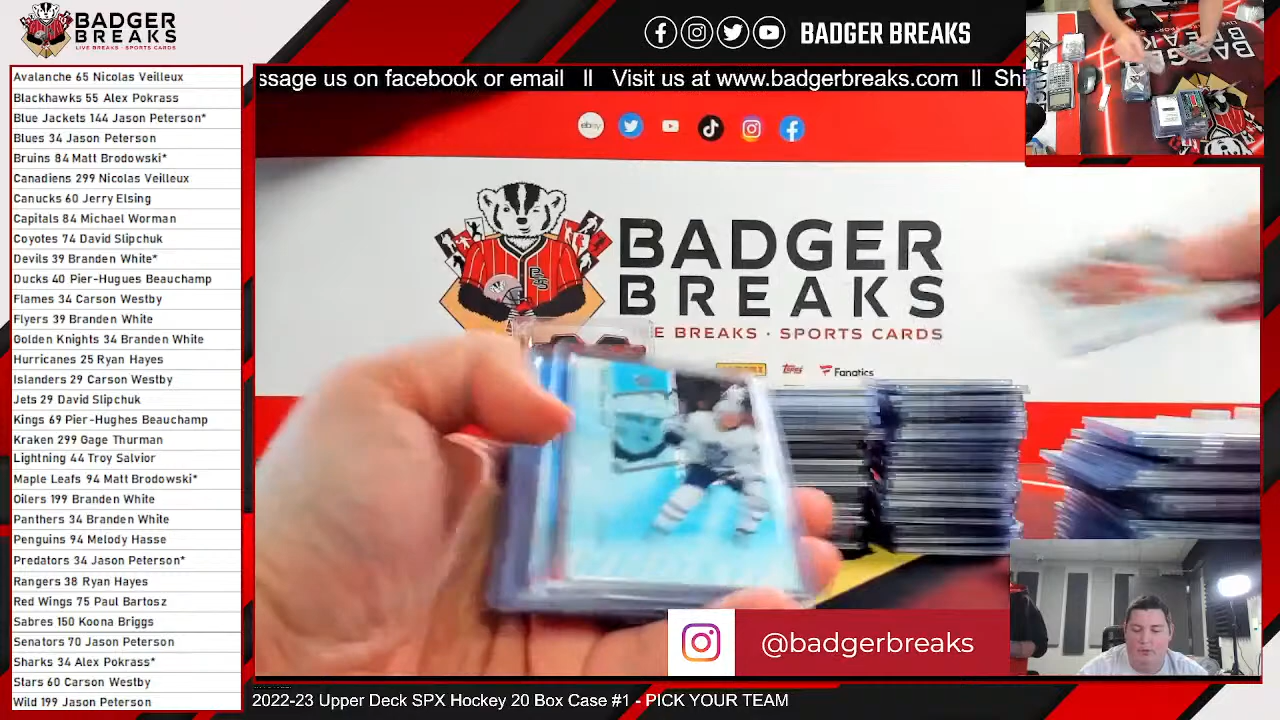 BADGER
BREAKS
LIVE BREAKS · SPORTS CARDS
BADGER BREAKS
Avalanche 65 Nicolas Veilleux
Blackhawks 55 Alex Pokrass
Blue Jackets 144 Jason Peterson*
Blues 34 Jason Peterson
Bruins 84 Matt Brodowski*
Canadiens 299 Nicolas Veilleux
Canucks 60 Jerry Elsing
Capitals 84 Michael Worman
Coyotes 74 David Slipchuk
Devils 39 Branden White*
Ducks 40 Pier-Hugues Beauchamp
Flames 34 Carson Westby
Flyers 39 Branden White
Golden Knights 34 Branden White
Hurricanes 25 Ryan Hayes
Islanders 29 Carson Westby
Jets 29 David Slipchuk
Kings 69 Pier-Hughes Beauchamp
Kraken 299 Gage Thurman
Lightning 44 Troy Salvior
Maple Leafs 94 Matt Brodowski*
Oilers 199 Branden White
Panthers 34 Branden White
Penguins 94 Melody Hasse
Predators 34 Jason Peterson*
Rangers 38 Ryan Hayes
Red Wings 75 Paul Bartosz
Sabres 150 Koona Briggs
Senators 70 Jason Peterson
Sharks 34 Alex Pokrass*
Stars 60 Carson Westby
Wild 199 Jason Peterson
ssage us on facebook or email ll Visit us at www.badgerbreaks.com ll Shi
ebay
BADGER
BREAKS
E BREAKS · SPORTS CARDS
TOPPS
Fanatics
@badgerbreaks
2022-23 Upper Deck SPX Hockey 20 Box Case #1 - PICK YOUR TEAM